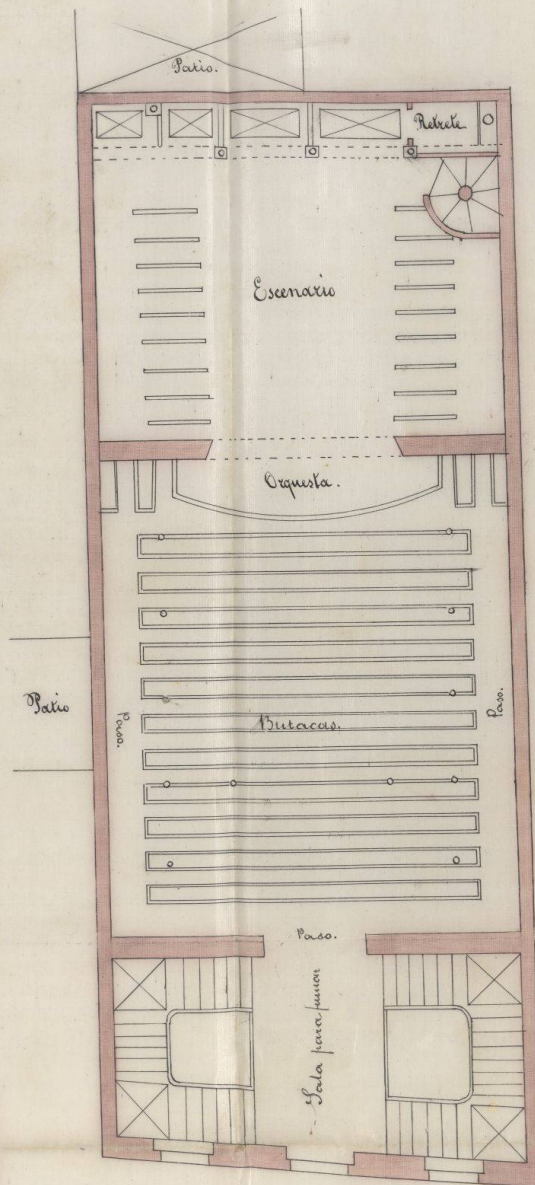 Patio.
Retrete
Escenario
Orquesta.
Patio
Paso.
Butacas.
Paso.
Paso.
Sala para fumar